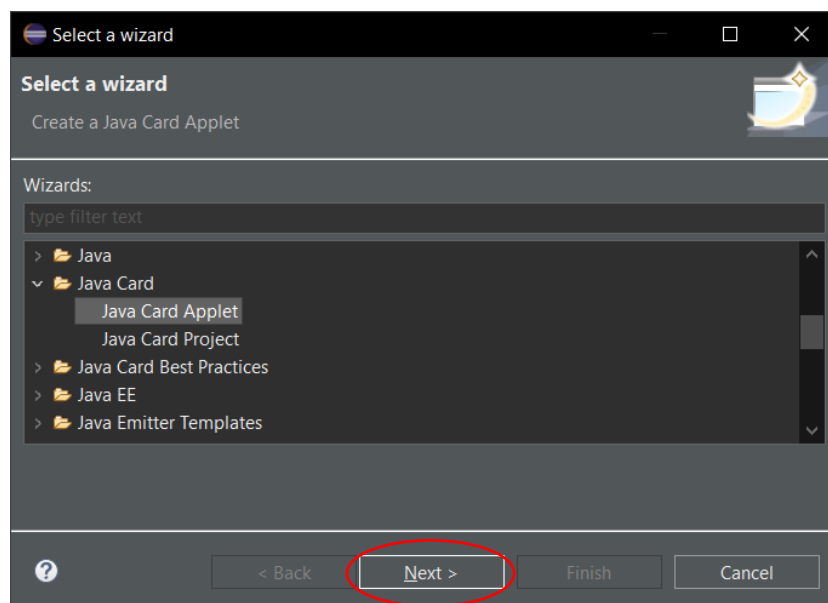 Select a wizard
Select a wizard
Create a Java Card Applet
Wizards:
type filter text
Java
Java Card
Java Card Applet
Java Card Project
Java Card Best Practices
Java EE
Java Emitter Templates
? < Back Next > Finish Cancel